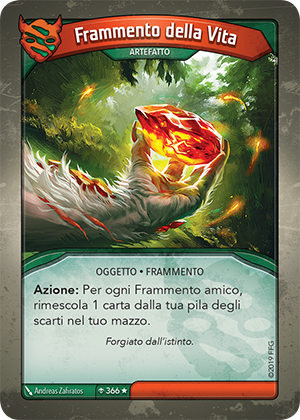 Frammento della Vita
ARTEFATTO
OGGETTO • FRAMMENTO
Azione: Per ogni Frammento amico,
rimescola 1 carta dalla tua pila degli
scarti nel tuo mazzo.
Forgiato dall'istinto.
Andreas Zafiratos
366 ★
©2019 FFG